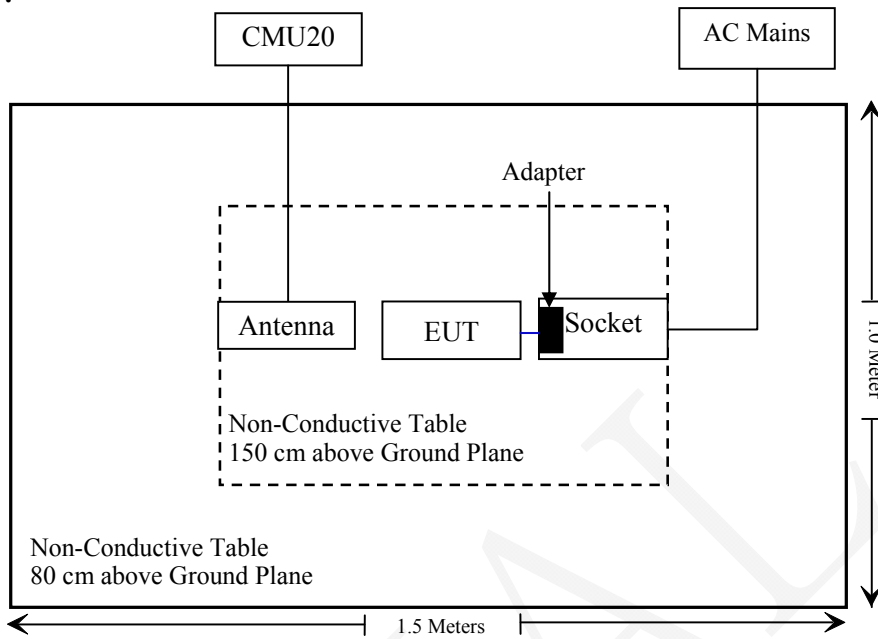 CMU20
AC Mains
Adapter
Antenna
EUT
Socket
1.0 Meter
Non-Conductive Table
150 cm above Ground Plane
Non-Conductive Table
80 cm above Ground Plane
1.5 Meters